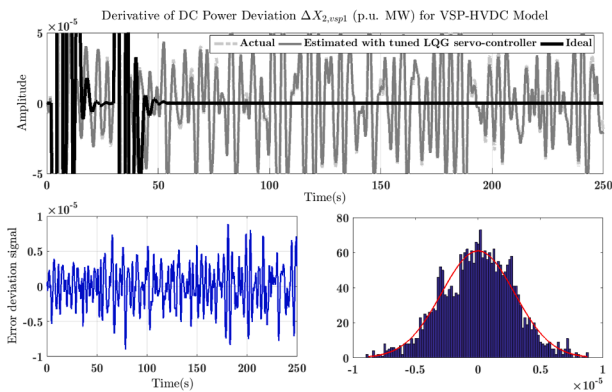 Derivative of DC Power Deviation ΔX2,vsp1 (p.u. MW) for VSP-HVDC Model
5 ×10^-5
Actual Estimated with tuned LQG servo-controller Ideal
Amplitude
0
-5
0 50 100 150 200 250
Time(s)
1 ×10^-5
0.5
0
-0.5
-1
Error deviation signal
0 50 100 150 200 250
Time(s)
80
60
40
20
0
-1 -0.5 0 0.5 1
×10^-5